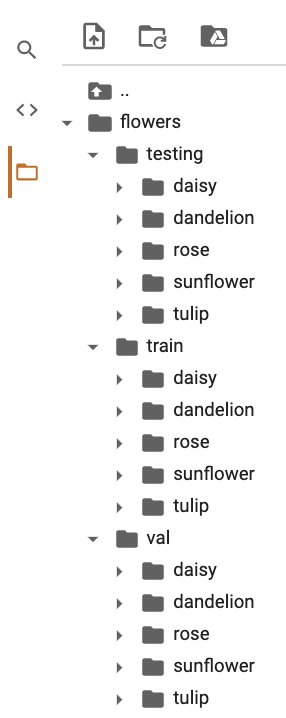 ..
flowers
testing
daisy
dandelion
rose
sunflower
tulip
train
daisy
dandelion
rose
sunflower
tulip
val
daisy
dandelion
rose
sunflower
tulip